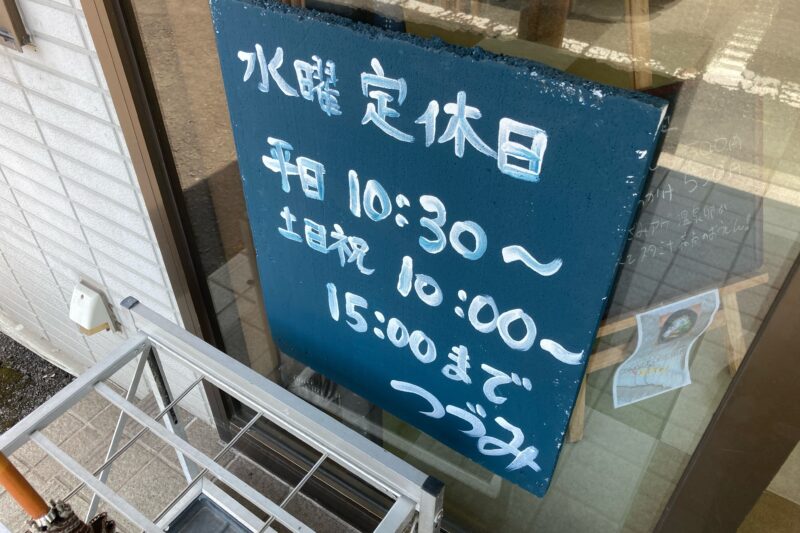 水曜定休日
平日 10:30〜
土日祝 10:00〜
15:00まで
つづみ